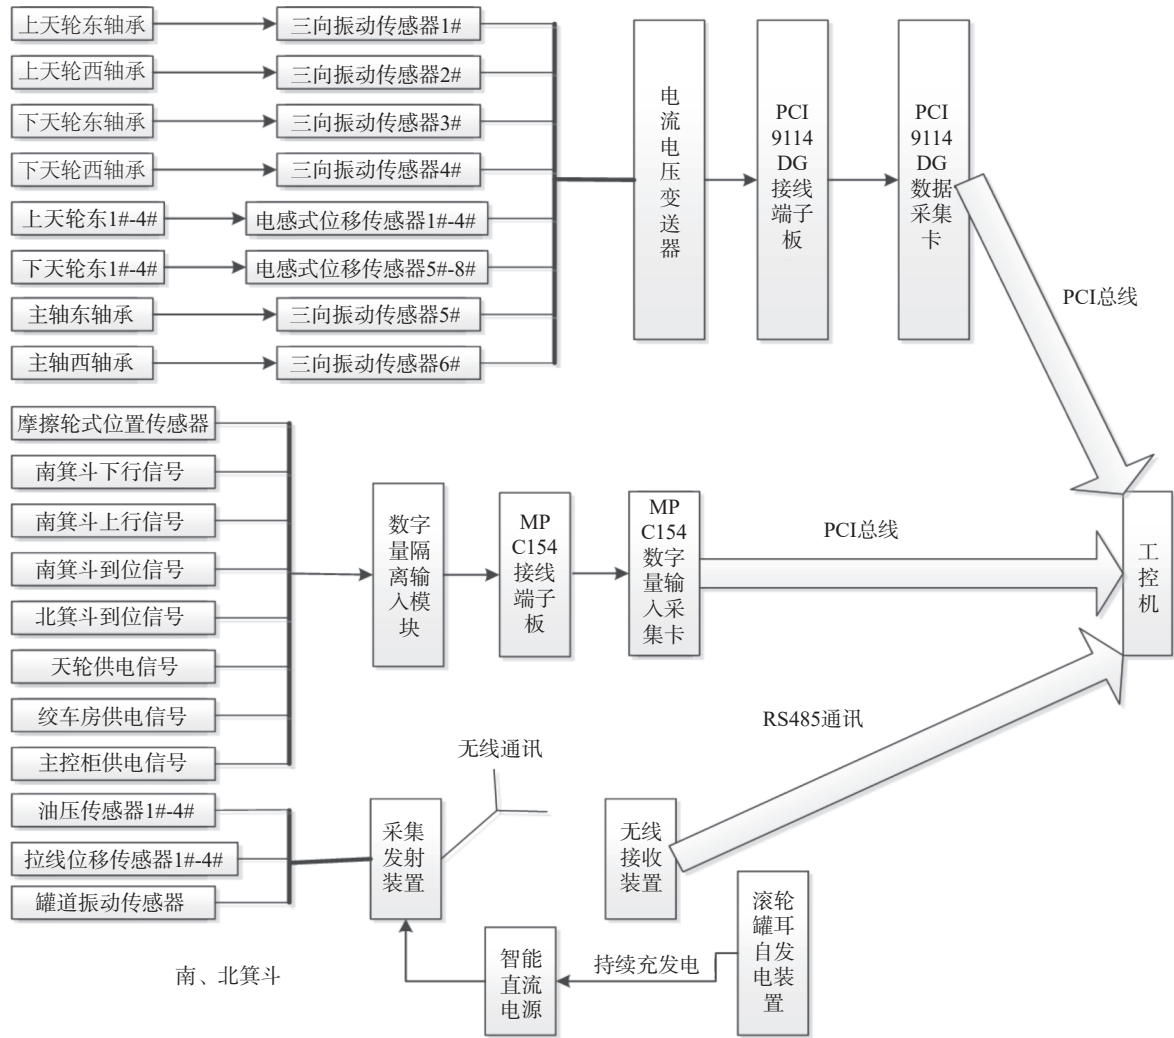 上天轮东轴承
三向振动传感器1#
上天轮西轴承
三向振动传感器2#
下天轮东轴承
三向振动传感器3#
下天轮西轴承
三向振动传感器4#
上天轮东1#-4#
电感式位移传感器1#-4#
下天轮东1#-4#
电感式位移传感器5#-8#
主轴东轴承
三向振动传感器5#
主轴西轴承
三向振动传感器6#
电
流
电
压
变
送
器
PCI
9114
DG
接线
端子
板
PCI
9114
DG
数据
采集
卡
PCI总线
摩擦轮式位置传感器
南箕斗下行信号
南箕斗上行信号
南箕斗到位信号
北箕斗到位信号
天轮供电信号
绞车房供电信号
主控柜供电信号
数字
量隔
离输
入模
块
MP
C154
接线
端子
板
MP
C154
数字
量输
入采
集卡
PCI总线
工
控
机
油压传感器1#-4#
拉线位移传感器1#-4#
罐道振动传感器
南、北箕斗
采集
发射
装置
无线通讯
无线
接收
装置
RS485通讯
智能
直流
电源
持续充发电
滚轮
罐耳
自发
电装
置